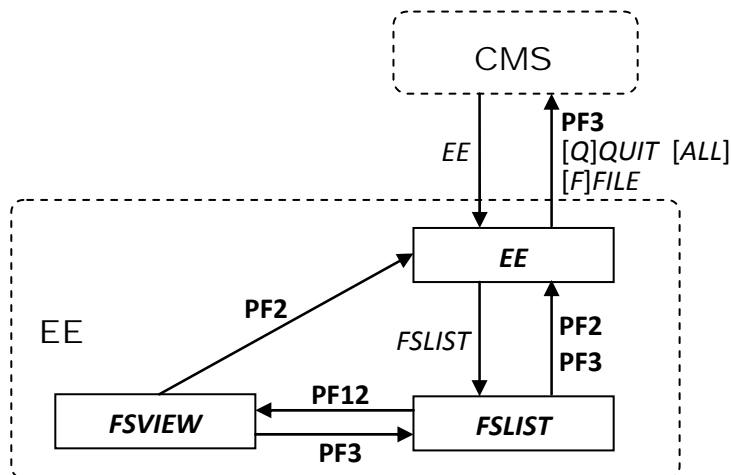 CMS
EE
PF3
[Q]QUIT [ALL]
[F]FILE
EE
PF2
EE
FSLIST
PF2
PF3
FSVIEW
PF12
PF3
FSLIST